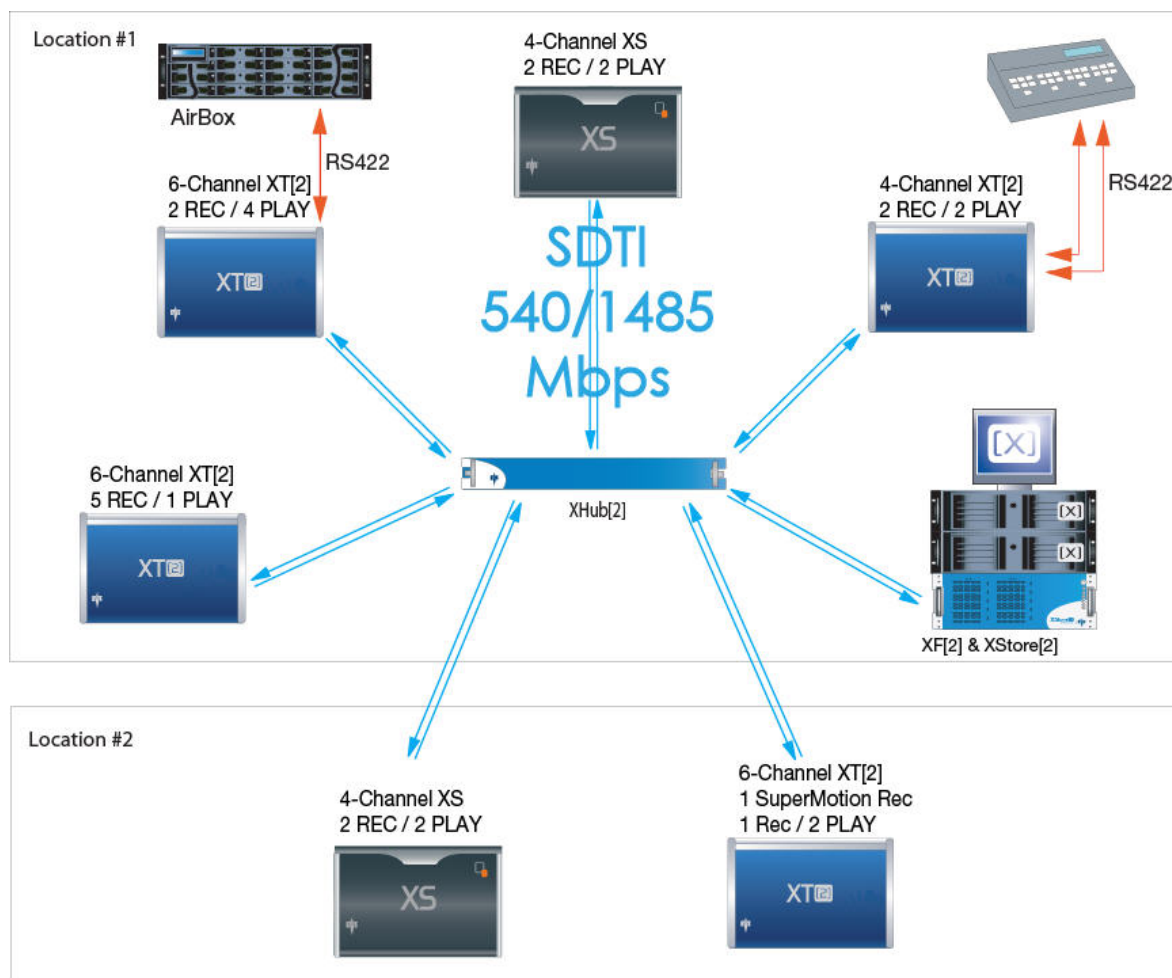 Location #1
AirBox
RS422
6-Channel XT[2]
2 REC / 4 PLAY
XT[2]
4-Channel XS
2 REC / 2 PLAY
XS
SDTI
540/1485
Mbps
RS422
4-Channel XT[2]
2 REC / 2 PLAY
XT[2]
6-Channel XT[2]
5 REC / 1 PLAY
XT[2]
XHub[2]
[X]
[X]
[X]
XF[2] & XStore[2]
Location #2
4-Channel XS
2 REC / 2 PLAY
XS
6-Channel XT[2]
1 SuperMotion Rec
1 Rec / 2 PLAY
XT[2]